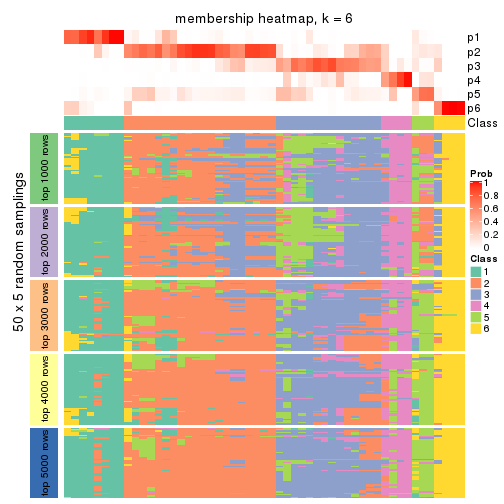 membership heatmap, k = 6
p1
p2
p3
p4
p5
p6
Class
50 x 5 random samplings
top 1000 rows
top 2000 rows
top 3000 rows
top 4000 rows
top 5000 rows
Prob
1
0.8
0.6
0.4
0.2
0
Class
1
2
3
4
5
6